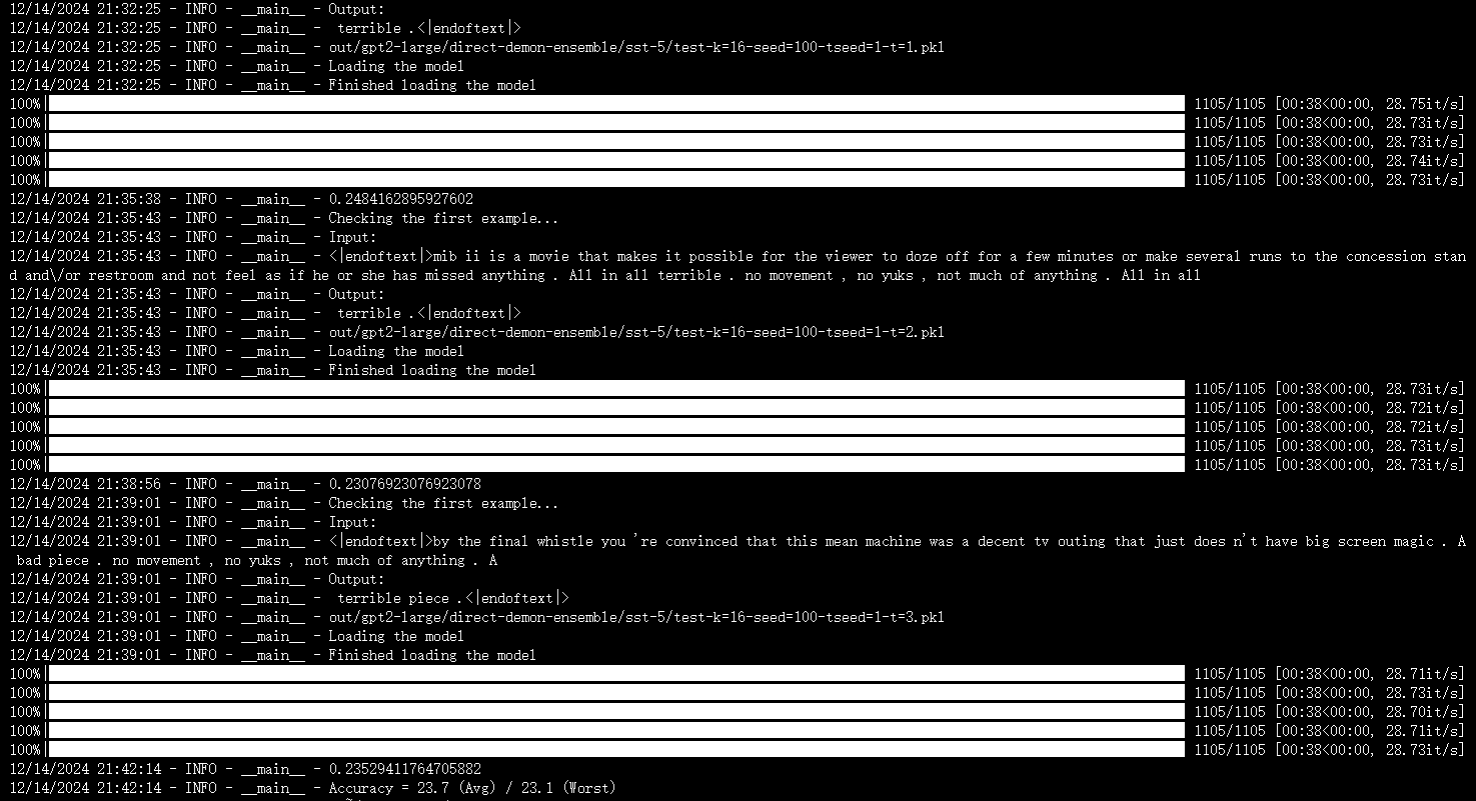 12/14/2024 21:32:25 - INFO - __main__ - Output:
12/14/2024 21:32:25 - INFO - __main__ -  terrible .<|endoftext|>
12/14/2024 21:32:25 - INFO - __main__ - out/gpt2-large/direct-demon-ensemble/sst-5/test-k=16-seed=100-tseed=1-t=1.pkl
12/14/2024 21:32:25 - INFO - __main__ - Loading the model
12/14/2024 21:32:25 - INFO - __main__ - Finished loading the model
100%| 1105/1105 [00:38<00:00, 28.75it/s]
100%| 1105/1105 [00:38<00:00, 28.73it/s]
100%| 1105/1105 [00:38<00:00, 28.73it/s]
100%| 1105/1105 [00:38<00:00, 28.74it/s]
100%| 1105/1105 [00:38<00:00, 28.73it/s]
12/14/2024 21:35:38 - INFO - __main__ - 0.2484162895927602
12/14/2024 21:35:43 - INFO - __main__ - Checking the first example...
12/14/2024 21:35:43 - INFO - __main__ - Input:
12/14/2024 21:35:43 - INFO - __main__ - <|endoftext|>mib ii is a movie that makes it possible for the viewer to doze off for a few minutes or make several runs to the concession stan
d and\/or restroom and not feel as if he or she has missed anything . All in all terrible . no movement , no yuks , not much of anything . All in all
12/14/2024 21:35:43 - INFO - __main__ - Output:
12/14/2024 21:35:43 - INFO - __main__ -  terrible .<|endoftext|>
12/14/2024 21:35:43 - INFO - __main__ - out/gpt2-large/direct-demon-ensemble/sst-5/test-k=16-seed=100-tseed=1-t=2.pkl
12/14/2024 21:35:43 - INFO - __main__ - Loading the model
12/14/2024 21:35:43 - INFO - __main__ - Finished loading the model
100%| 1105/1105 [00:38<00:00, 28.73it/s]
100%| 1105/1105 [00:38<00:00, 28.72it/s]
100%| 1105/1105 [00:38<00:00, 28.72it/s]
100%| 1105/1105 [00:38<00:00, 28.73it/s]
100%| 1105/1105 [00:38<00:00, 28.73it/s]
12/14/2024 21:38:56 - INFO - __main__ - 0.23076923076923078
12/14/2024 21:39:01 - INFO - __main__ - Checking the first example...
12/14/2024 21:39:01 - INFO - __main__ - Input:
12/14/2024 21:39:01 - INFO - __main__ - <|endoftext|>by the final whistle you 're convinced that this mean machine was a decent tv outing that just does n't have big screen magic . A
 bad piece . no movement , no yuks , not much of anything . A
12/14/2024 21:39:01 - INFO - __main__ - Output:
12/14/2024 21:39:01 - INFO - __main__ -  terrible piece .<|endoftext|>
12/14/2024 21:39:01 - INFO - __main__ - out/gpt2-large/direct-demon-ensemble/sst-5/test-k=16-seed=100-tseed=1-t=3.pkl
12/14/2024 21:39:01 - INFO - __main__ - Loading the model
12/14/2024 21:39:01 - INFO - __main__ - Finished loading the model
100%| 1105/1105 [00:38<00:00, 28.71it/s]
100%| 1105/1105 [00:38<00:00, 28.73it/s]
100%| 1105/1105 [00:38<00:00, 28.70it/s]
100%| 1105/1105 [00:38<00:00, 28.71it/s]
100%| 1105/1105 [00:38<00:00, 28.73it/s]
12/14/2024 21:42:14 - INFO - __main__ - 0.23529411764705882
12/14/2024 21:42:14 - INFO - __main__ - Accuracy = 23.7 (Avg) / 23.1 (Worst)